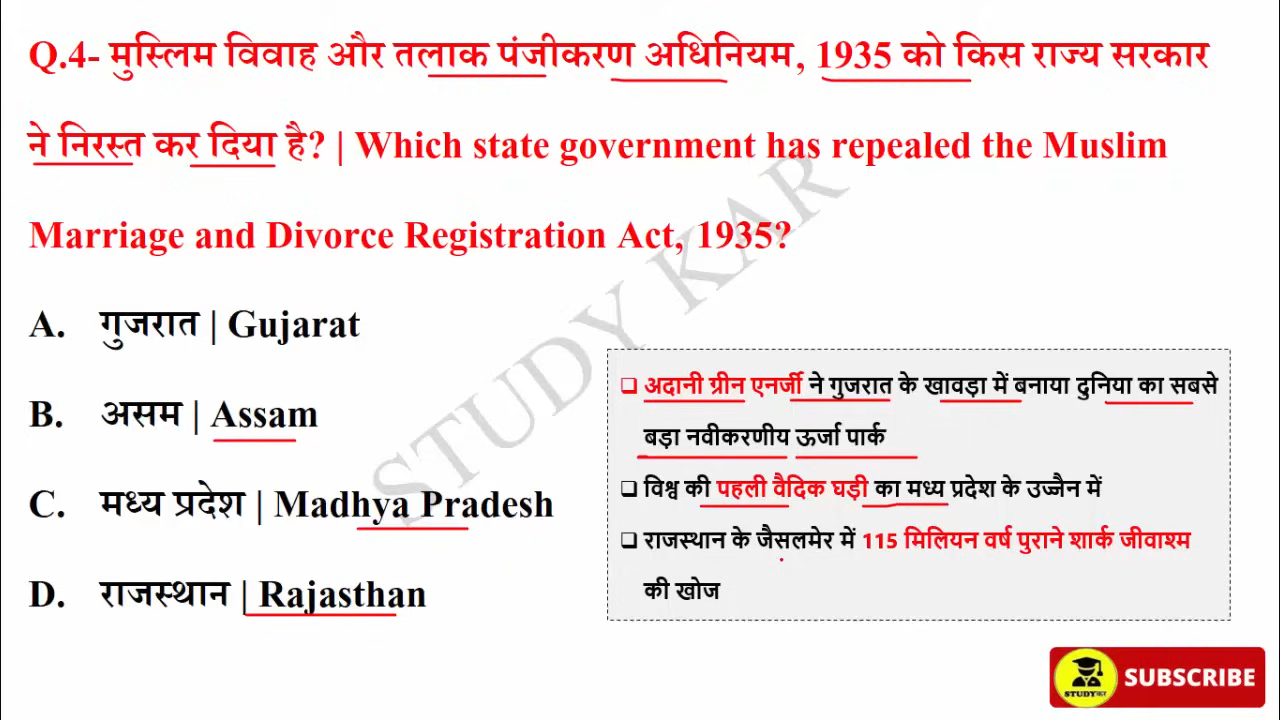 Q.4- मुस्लिम विवाह और तलाक पंजीकरण अधिनियम, 1935 को किस राज्य सरकार
ने निरस्त कर दिया है? | Which state government has repealed the Muslim
Marriage and Divorce Registration Act, 1935?
A. गुजरात | Gujarat
B. असम | Assam
C. मध्य प्रदेश | Madhya Pradesh
D. राजस्थान | Rajasthan
❑ अदानी ग्रीन एनर्जी ने गुजरात के खावड़ा में बनाया दुनिया का सबसे
बड़ा नवीकरणीय ऊर्जा पार्क
❑ विश्व की पहली वैदिक घड़ी का मध्य प्रदेश के उज्जैन में
❑ राजस्थान के जैसलमेर में 115 मिलियन वर्ष पुराने शार्क जीवाश्म
की खोज
STUDY KAR
STUDY कर
SUBSCRIBE